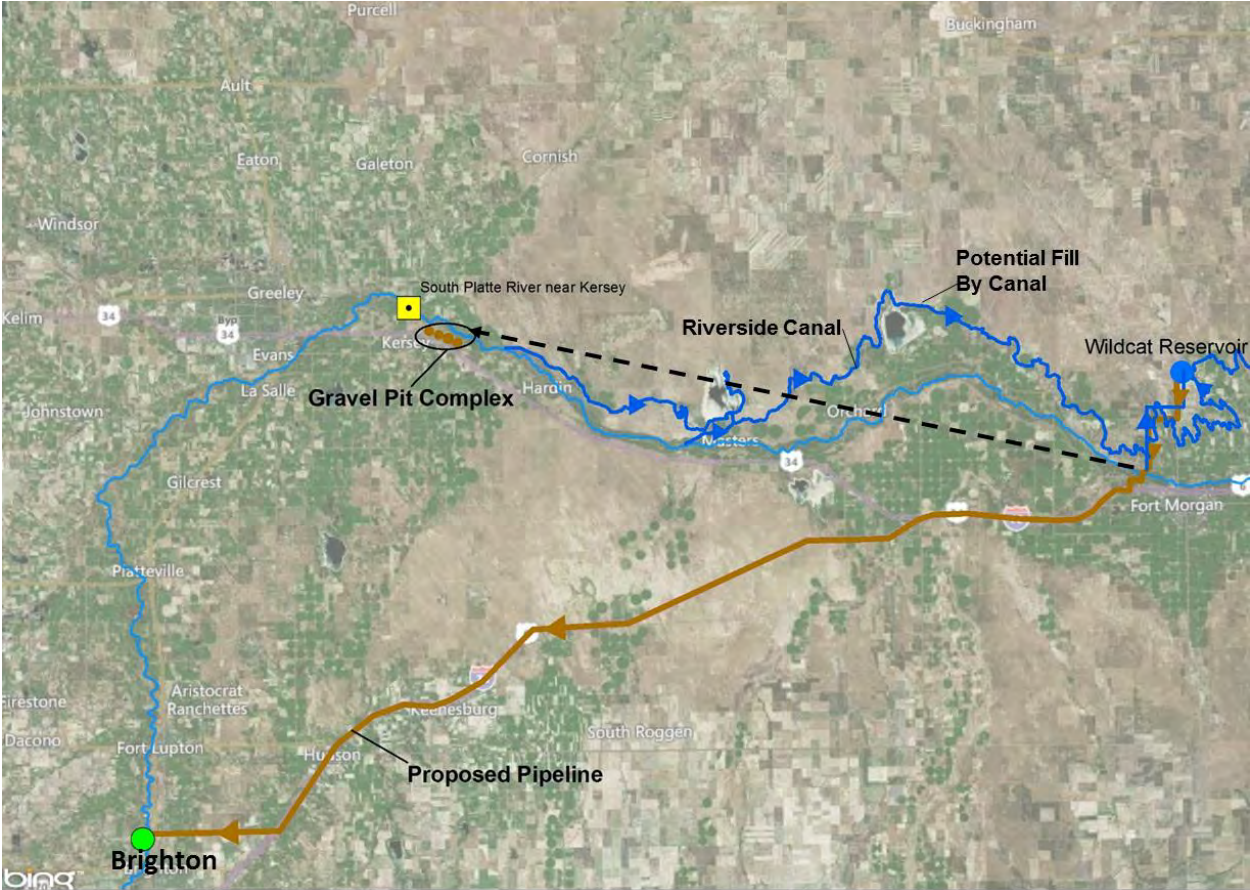 Purcell
Buckingham
Ault
Eaton
Galeton
Cornish
Windsor
Potential Fill
By Canal
South Platte River near Kersey
Greeley
Kelim
34
Byp
34
Riverside Canal
Kersey
Wildcat Reservoir
Evans
La Salle
Hardin
Gravel Pit Complex
Johnstown
Orchard
Masters
34
Gilcrest
6
Fort Morgan
Platteville
Aristocrat
Ranchettes
Firestone
Keenesburg
South Roggen
Dacono
Fort Lupton
Hudson
Proposed Pipeline
Brighton
bing